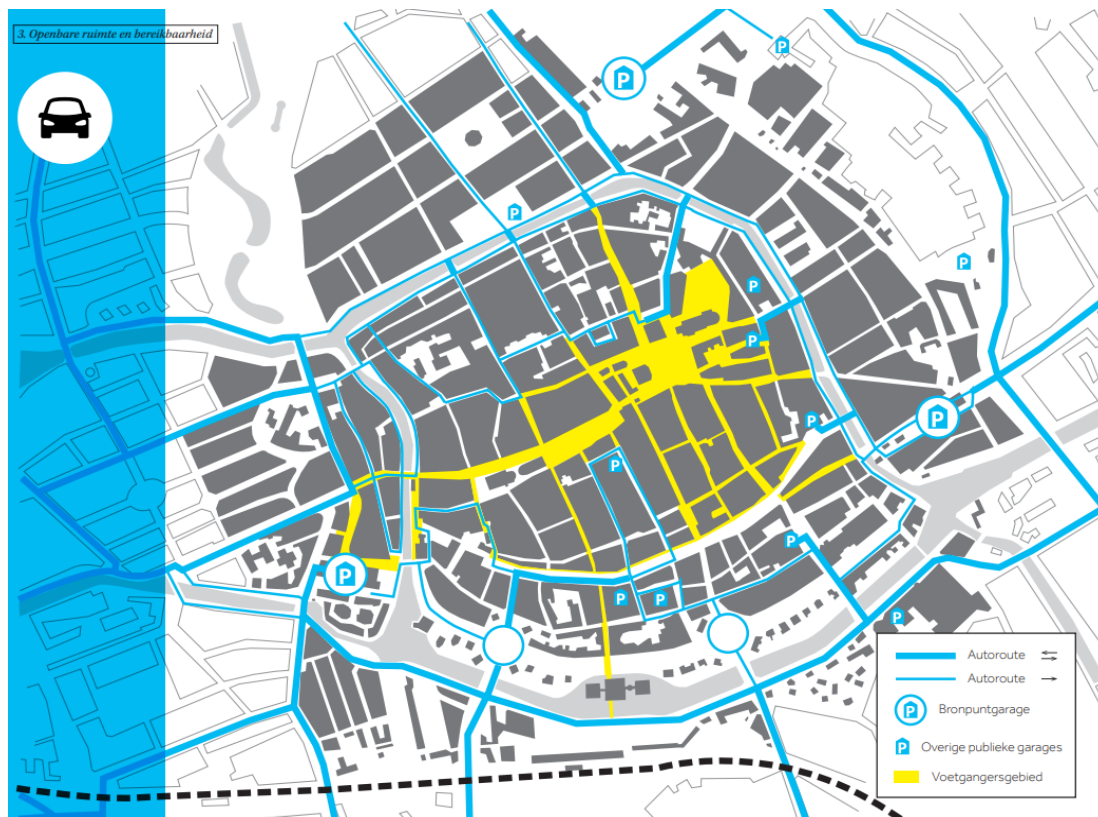 3. Openbare ruimte en bereikbaarheid
P
P
P
P
P
P
P
P
P
P
P
P
P
P
Autoroute
Autoroute
P Bronpuntgarage
P Overige publieke garages
Voetgangersgebied